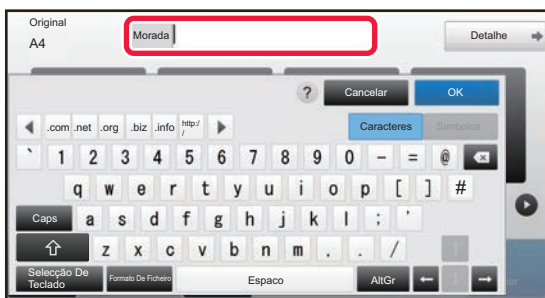 Original
A4
Morada
Detalhe
?
Cancelar
OK
.com .net .org .biz .info http:/
/
Caracteres
Símbolos
` 1 2 3 4 5 6 7 8 9 0 - = @
q w e r t y u i o p [ ] #
Caps a s d f g h j k l ; '
z x c v b n m . . /
Selecção De
Teclado
Formato De Ficheiro
Espaco
AltGr